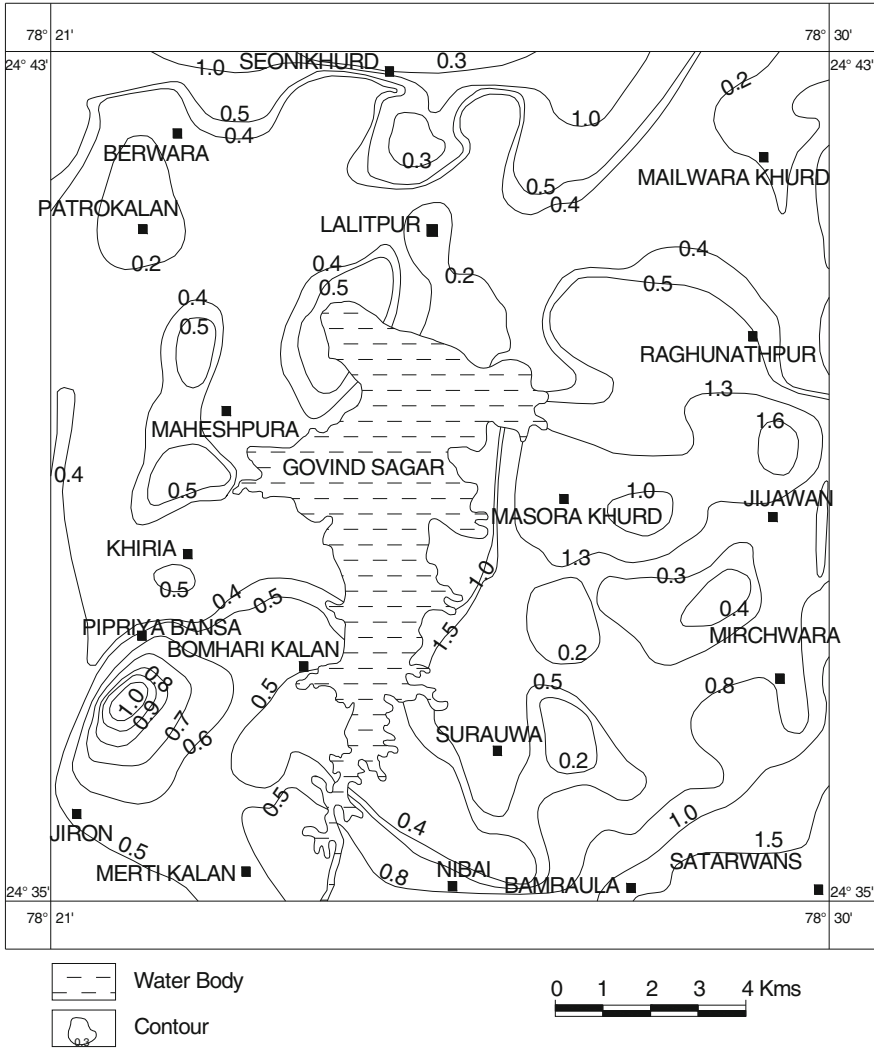 78° 21'
78° 30'
24° 43'
24° 43'
1.0
SEONIKHURD
0.3
0.2
0.5
0.4
1.0
BERWARA
0.3
MAILWARA KHURD
0.5
0.4
PATROKALAN
LALITPUR
0.2
0.4
0.2
0.4
0.5
0.5
0.4
0.5
RAGHUNATHPUR
1.3
MAHESHPURA
1.6
0.4
GOVIND SAGAR
0.5
1.0
JIJAWAN
MASORA KHURD
KHIRIA
1.3
1.0
0.3
0.5
0.4
0.5
0.4
PIPRIYA BANSA
1.5
MIRCHWARA
BOMHARI KALAN
0.2
0.8
0.5
0.5
0.8
1.0
0.9
0.7
0.6
SURAUWA
0.2
0.5
1.0
JIRON
0.4
0.5
1.5
MERTI KALAN
0.8
NIBAI
BAMRAULA
SATARWANS
24° 35'
24° 35'
78° 21'
78° 30'
Water Body
0 1 2 3 4 Kms
0.3
Contour